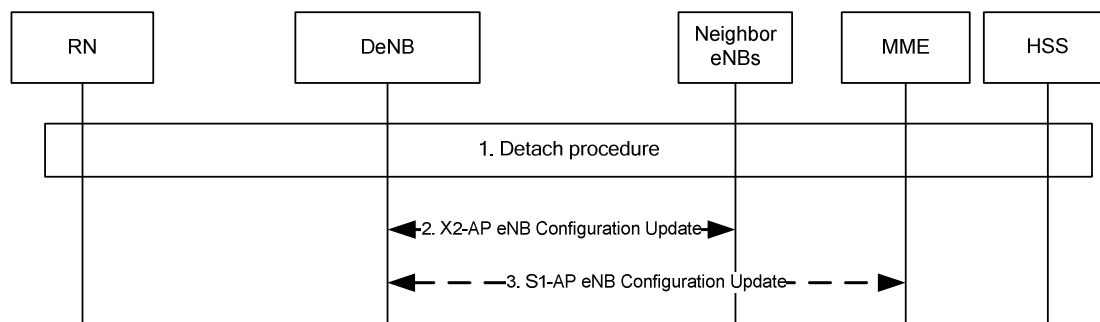 RN
DeNB
Neighbor
eNBs
MME
HSS
1. Detach procedure
2. X2-AP eNB Configuration Update
3. S1-AP eNB Configuration Update